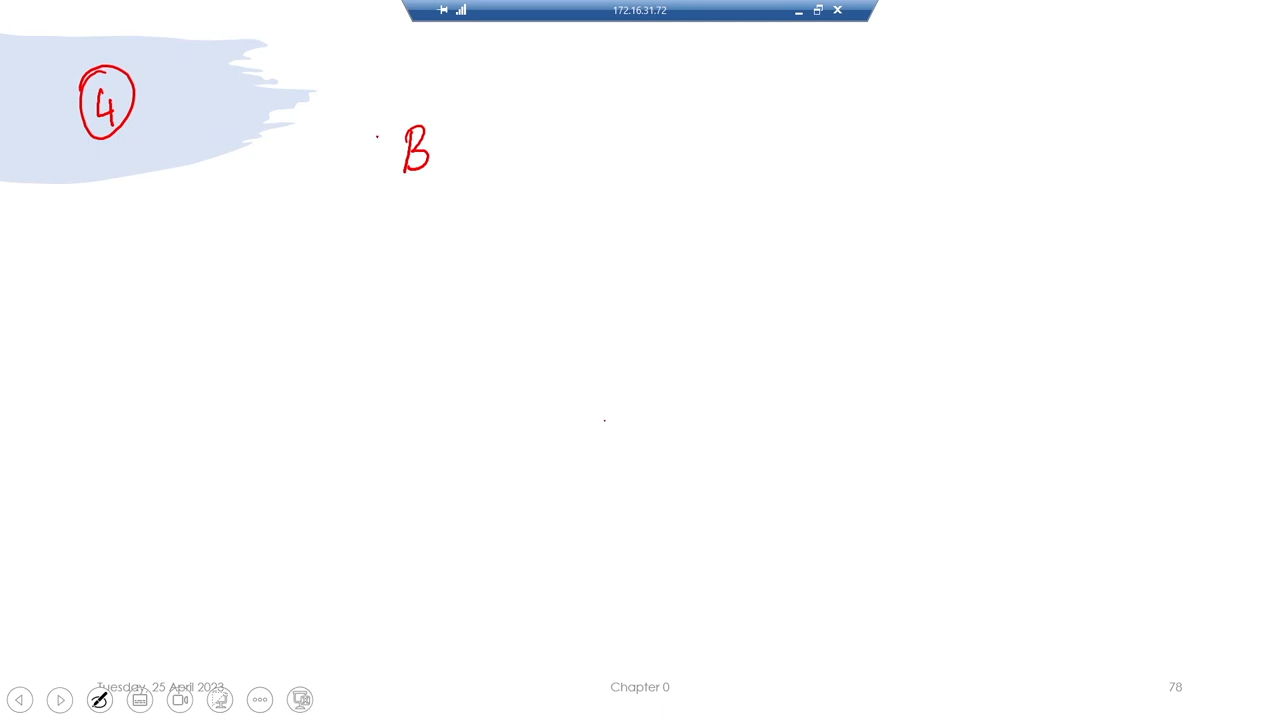 172.16.31.72
4
B
Tuesday, 25 April 2023
Chapter 0
78